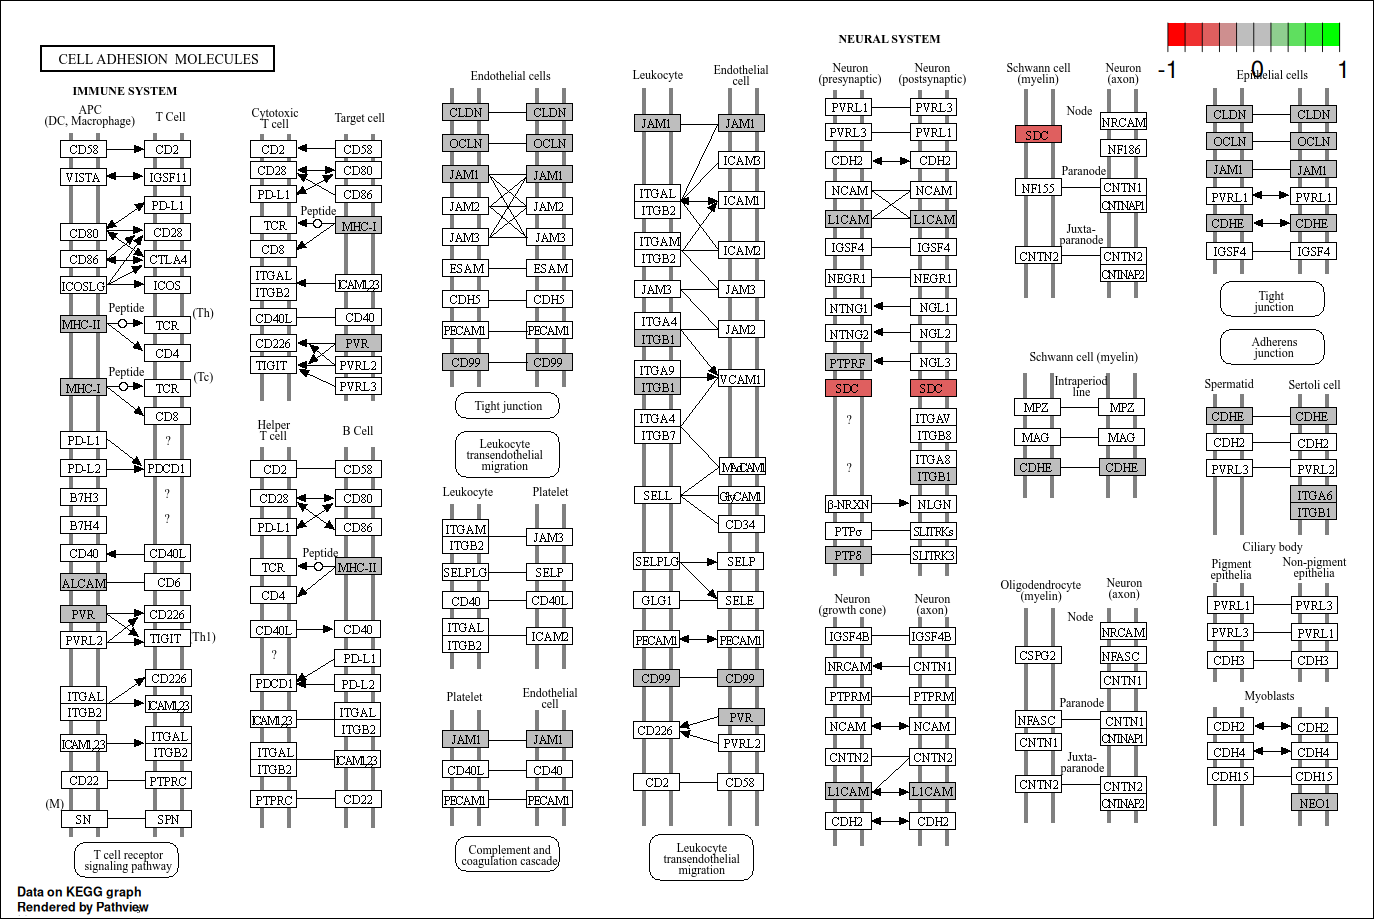 CELL ADHESION MOLECULES
-1
0
1
IMMUNE SYSTEM
APC
(DC, Macrophage)
T Cell
CD58
CD2
VISTA
IGSF11
PD-L1
CD80
CD28
CD86
CTLA4
ICOSLG
ICOS
Peptide
(Th)
MHC-II
TCR
CD4
Peptide
(Tc)
MHC-I
TCR
CD8
PD-L1
?
PD-L2
PDCD1
B7H3
?
B7H4
?
CD40
CD40L
ALCAM
CD6
PVR
CD226
PVRL2
TIGIT
Th1)
CD226
ITGAL
ITGB2
ICAM1,2,3
ICAM1,2,3
ITGAL
ITGB2
CD22
PTPRC
(M)
SN
SPN
T cell receptor
signaling pathway
Cytotoxic
T cell
Target cell
CD2
CD58
CD28
CD80
PD-L1
CD86
Peptide
TCR
MHC-I
CD8
ITGAL
ITGB2
ICAM1,2,3
CD40L
CD40
CD226
PVR
TIGIT
PVRL2
PVRL3
Helper
T cell
B Cell
CD2
CD58
CD28
CD80
PD-L1
CD86
Peptide
TCR
MHC-II
CD4
CD40L
CD40
?
PD-L1
PDCD1
PD-L2
ICAM1,2,3
ITGAL
ITGB2
ITGAL
ITGB2
ICAM1,2,3
PTPRC
CD22
Endothelial cells
CLDN
CLDN
OCLN
OCLN
JAM1
JAM1
JAM2
JAM2
JAM3
JAM3
ESAM
ESAM
CDH5
CDH5
PECAM1
PECAM1
CD99
CD99
Tight junction
Leukocyte
transendothelial
migration
Leukocyte
Platelet
ITGAM
ITGB2
JAM3
SELPLG
SELP
CD40
CD40L
ITGAL
ITGB2
ICAM2
Platelet
Endothelial
cell
JAM1
JAM1
CD40L
CD40
PECAM1
PECAM1
Complement and
coagulation cascade
Leukocyte
Endothelial
cell
JAM1
JAM1
ICAM3
ITGAL
ITGB2
ICAM1
ITGAM
ITGB2
ICAM2
JAM3
JAM3
ITGA4
ITGB1
JAM2
ITGA9
ITGB1
VCAM1
ITGA4
ITGB7
MAdCAM1
SELL
GlyCAM1
CD34
SELPLG
SELP
GLG1
SELE
PECAM1
PECAM1
CD99
CD99
PVR
CD226
PVRL2
CD2
CD58
Leukocyte
transendothelial
migration
NEURAL SYSTEM
Neuron
(presynaptic)
Neuron
(postsynaptic)
PVRL1
PVRL3
PVRL3
PVRL1
CDH2
CDH2
NCAM
NCAM
L1CAM
L1CAM
IGSF4
IGSF4
NEGR1
NEGR1
NTNG1
NGL1
NTNG2
NGL2
PTPRF
NGL3
SDC
SDC
?
ITGAV
ITGB8
?
ITGA8
ITGB1
β-NRXN
NLGN
PTPσ
SLITRKs
PTPδ
SLITRK3
Neuron
(growth cone)
Neuron
(axon)
IGSF4B
IGSF4B
NRCAM
CNTN1
PTPRM
PTPRM
NCAM
NCAM
CNTN2
CNTN2
L1CAM
L1CAM
CDH2
CDH2
Schwann cell
(myelin)
Neuron
(axon)
Node
NRCAM
SDC
NF186
Paranode
NF155
CNTN1
CNTNAP1
Juxta-
paranode
CNTN2
CNTN2
CNTNAP2
Schwann cell (myelin)
Intraperiod
line
MPZ
MPZ
MAG
MAG
CDHE
CDHE
Oligodendrocyte
(myelin)
Neuron
(axon)
Node
NRCAM
CSPG2
NFASC
CNTN1
Paranode
NFASC
CNTN1
CNTN1
CNTNAP1
Juxta-
paranode
CNTN2
CNTN2
CNTNAP2
Epithelial cells
CLDN
CLDN
OCLN
OCLN
JAM1
JAM1
PVRL1
PVRL1
CDHE
CDHE
IGSF4
IGSF4
Tight
junction
Adherens
junction
Spermatid
Sertoli cell
CDHE
CDHE
CDH2
CDH2
PVRL3
PVRL2
ITGA6
ITGB1
Ciliary body
Pigment
epithelia
Non-pigment
epithelia
PVRL1
PVRL3
PVRL3
PVRL1
CDH3
CDH3
Myoblasts
CDH2
CDH2
CDH4
CDH4
CDH15
CDH15
NEO1
Data on KEGG graph
Rendered by Pathview